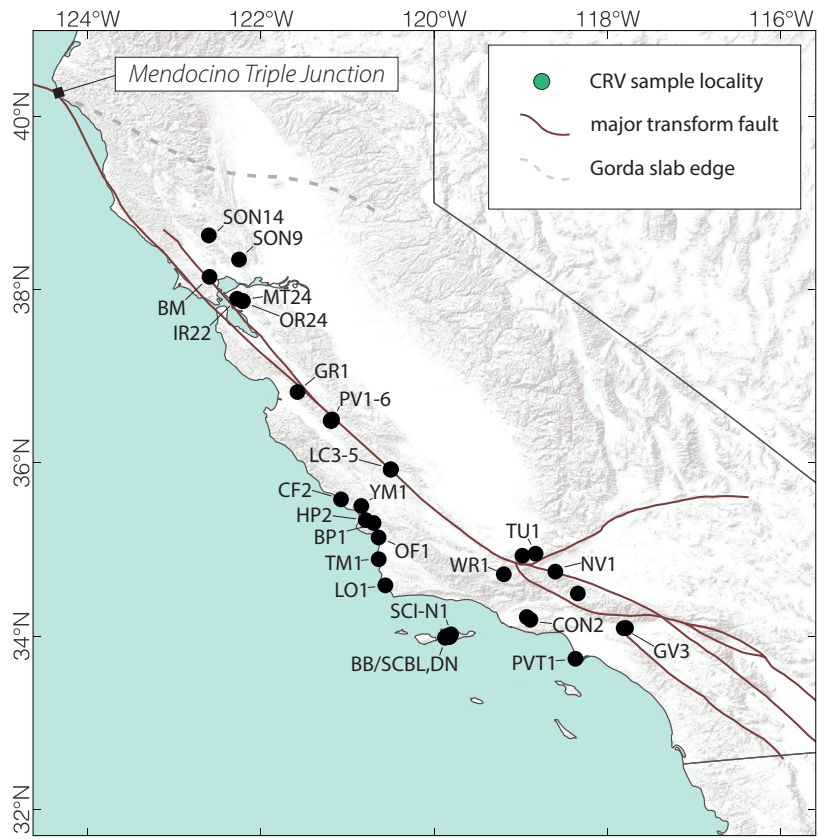 124°W
122°W
120°W
118°W
116°W
Mendocino Triple Junction
CRV sample locality
major transform fault
Gorda slab edge
40°N
38°N
36°N
34°N
32°N
SON14
SON9
BM
MT24
OR24
IR22
GR1
PV1-6
LC3-5
CF2
YM1
HP2
BP1
OF1
TM1
LO1
TU1
WR1
NV1
SCI-N1
CON2
BB/SCBL,DN
PVT1
GV3